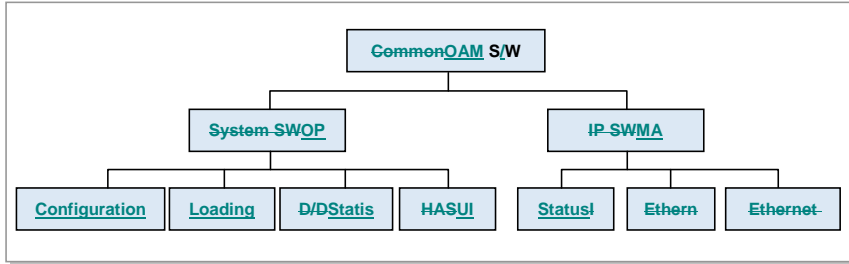 CommonOAM S/W
System SWOP
IP SWMA
Configuration
Loading
D/DStatis
HASUI
StatusI
Ethern
Ethernet